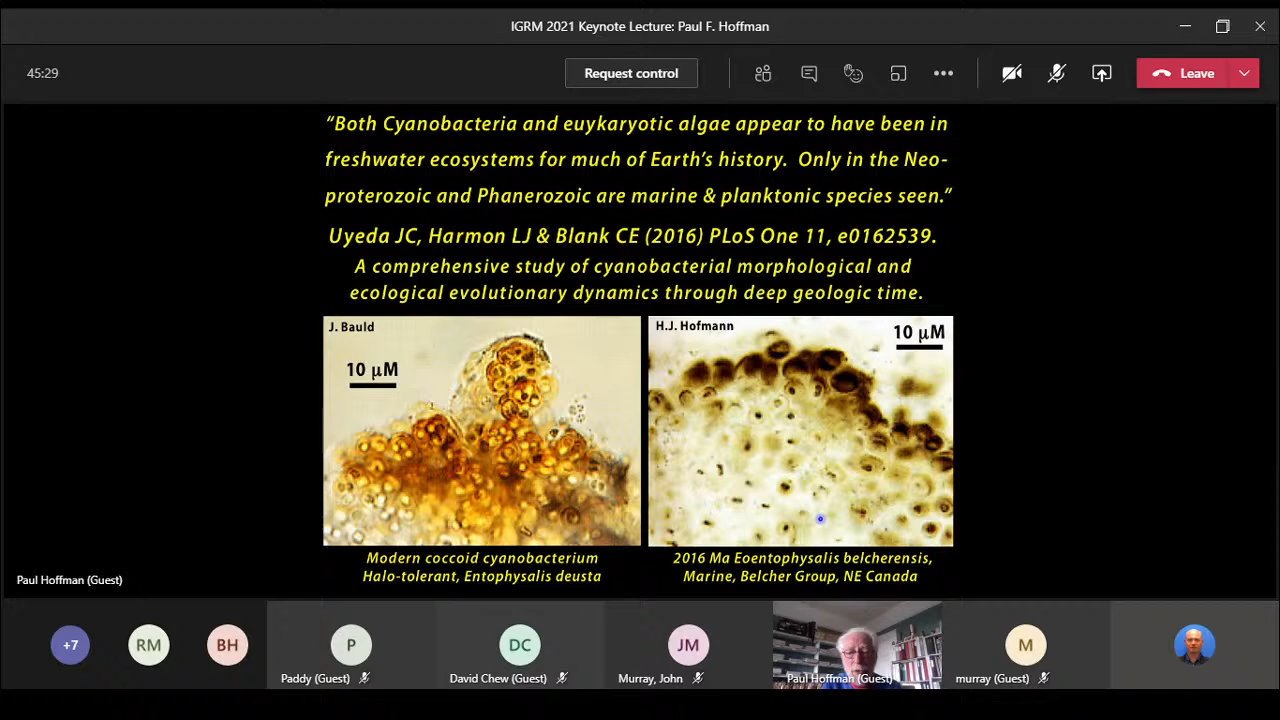 IGRM 2021 Keynote Lecture: Paul F. Hoffman
45:29
Request control
Leave
“Both Cyanobacteria and euykaryotic algae appear to have been in
freshwater ecosystems for much of Earth’s history. Only in the Neo-
proterozoic and Phanerozoic are marine & planktonic species seen.”
Uyeda JC, Harmon LJ & Blank CE (2016) PLoS One 11, e0162539.
A comprehensive study of cyanobacterial morphological and
ecological evolutionary dynamics through deep geologic time.
J. Bauld
10 μM
H.J. Hofmann
10 μM
Modern coccoid cyanobacterium
Halo-tolerant, Entophysalis deusta
2016 Ma Eoentophysalis belcherensis,
Marine, Belcher Group, NE Canada
Paul Hoffman (Guest)
+7
RM
BH
P
Paddy (Guest)
DC
David Chew (Guest)
JM
Murray, John
Paul Hoffman (Guest)
M
murray (Guest)